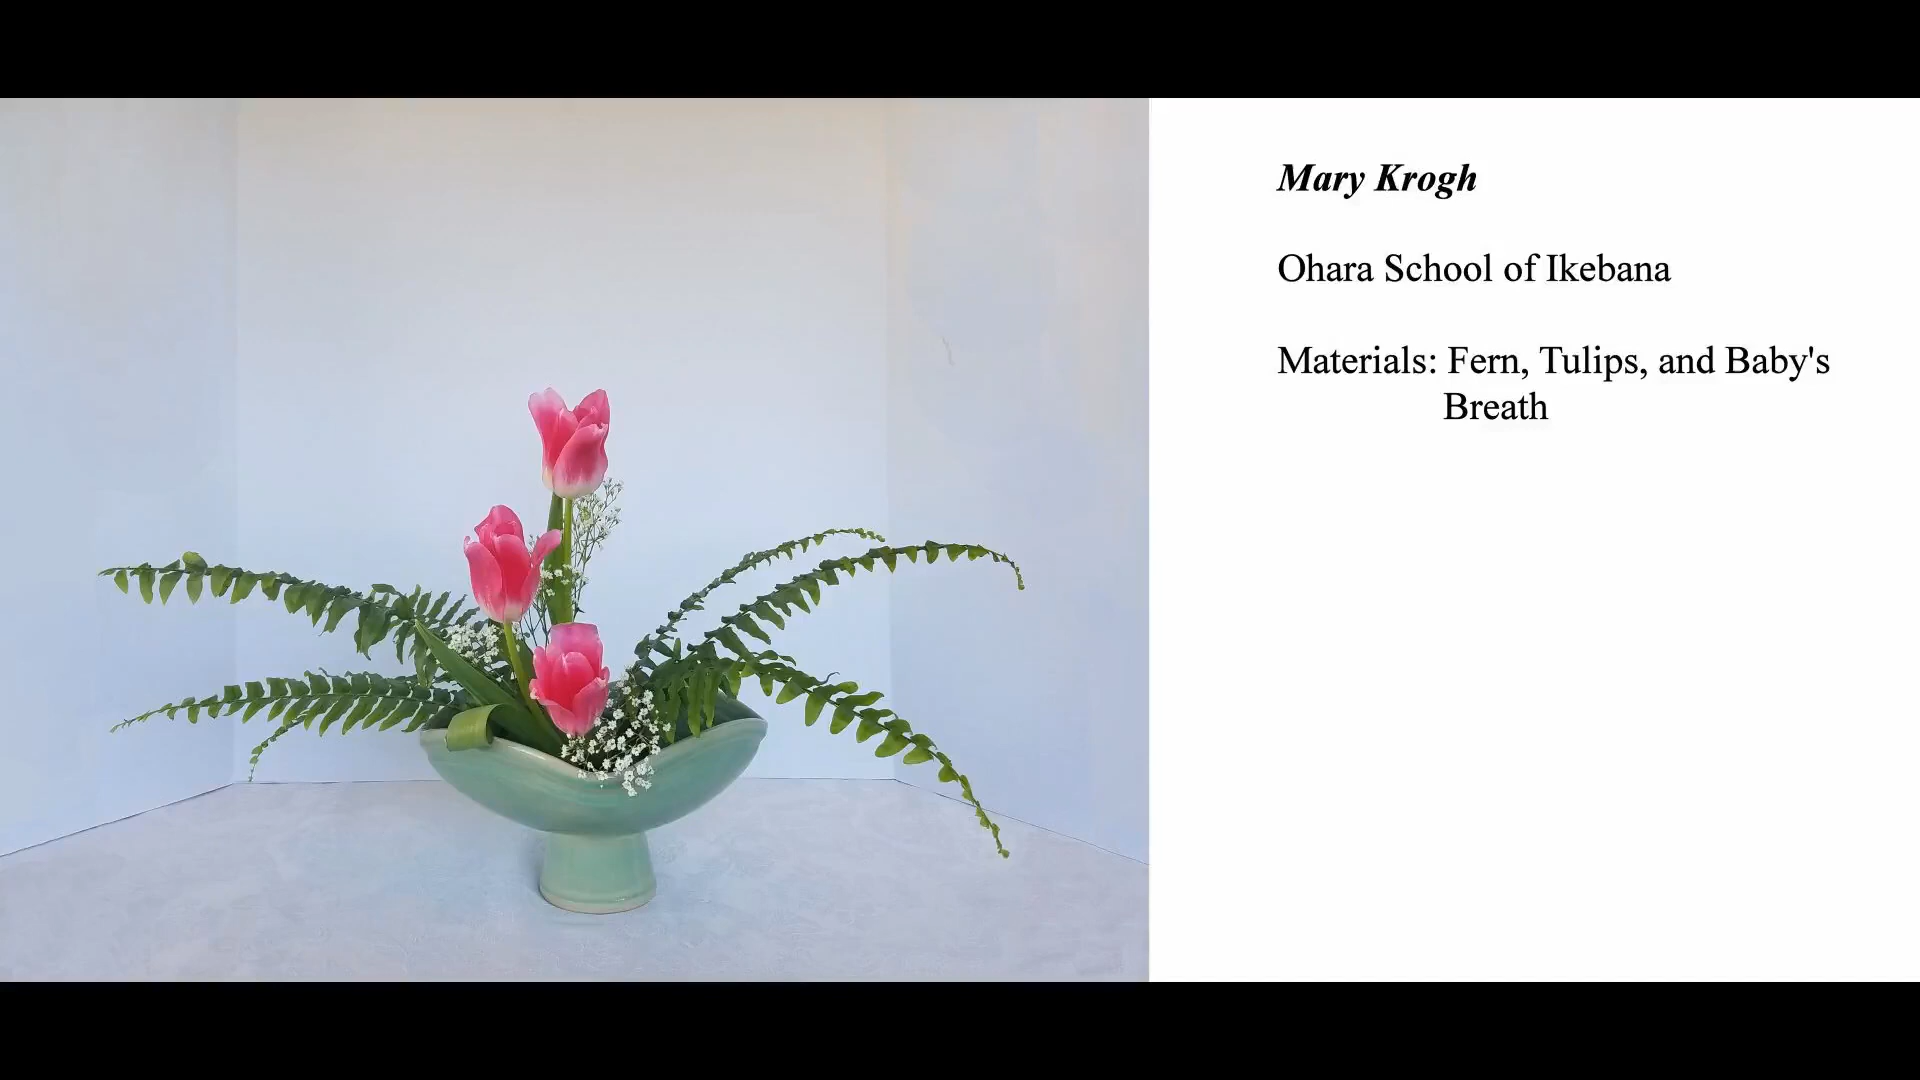 Mary Krogh
Ohara School of Ikebana
Materials: Fern, Tulips, and Baby's
Breath